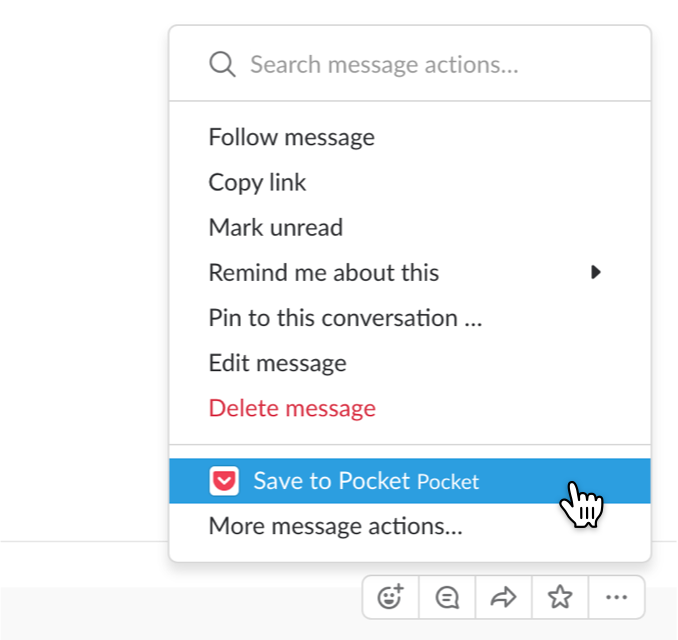 Search message actions...
Follow message
Copy link
Mark unread
Remind me about this
Pin to this conversation ...
Edit message
Delete message
Save to Pocket Pocket
More message actions...